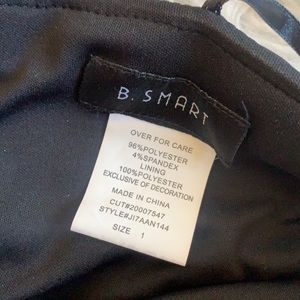 B. SMART
OVER FOR CARE
96%POLYESTER
4%SPANDEX
LINING
100%POLYESTER
EXCLUSIVE OF DECORATION
MADE IN CHINA
CUT#20007547
STYLE#JI7AAN144
SIZE 1